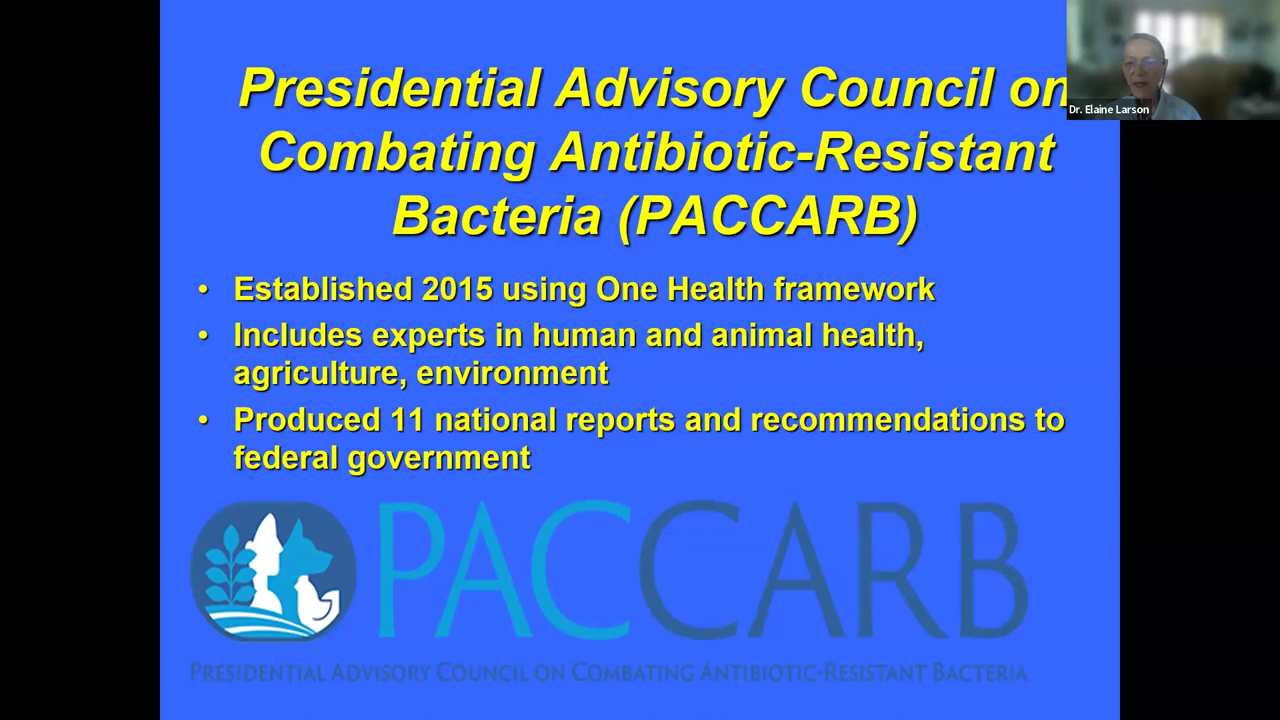 Presidential Advisory Council on
Combating Antibiotic-Resistant
Bacteria (PACCARB)
Dr. Elaine Larson
• Established 2015 using One Health framework
• Includes experts in human and animal health,
agriculture, environment
• Produced 11 national reports and recommendations to
federal government
PACCARB
PRESIDENTIAL ADVISORY COUNCIL ON COMBATING ANTIBIOTIC-RESISTANT BACTERIA